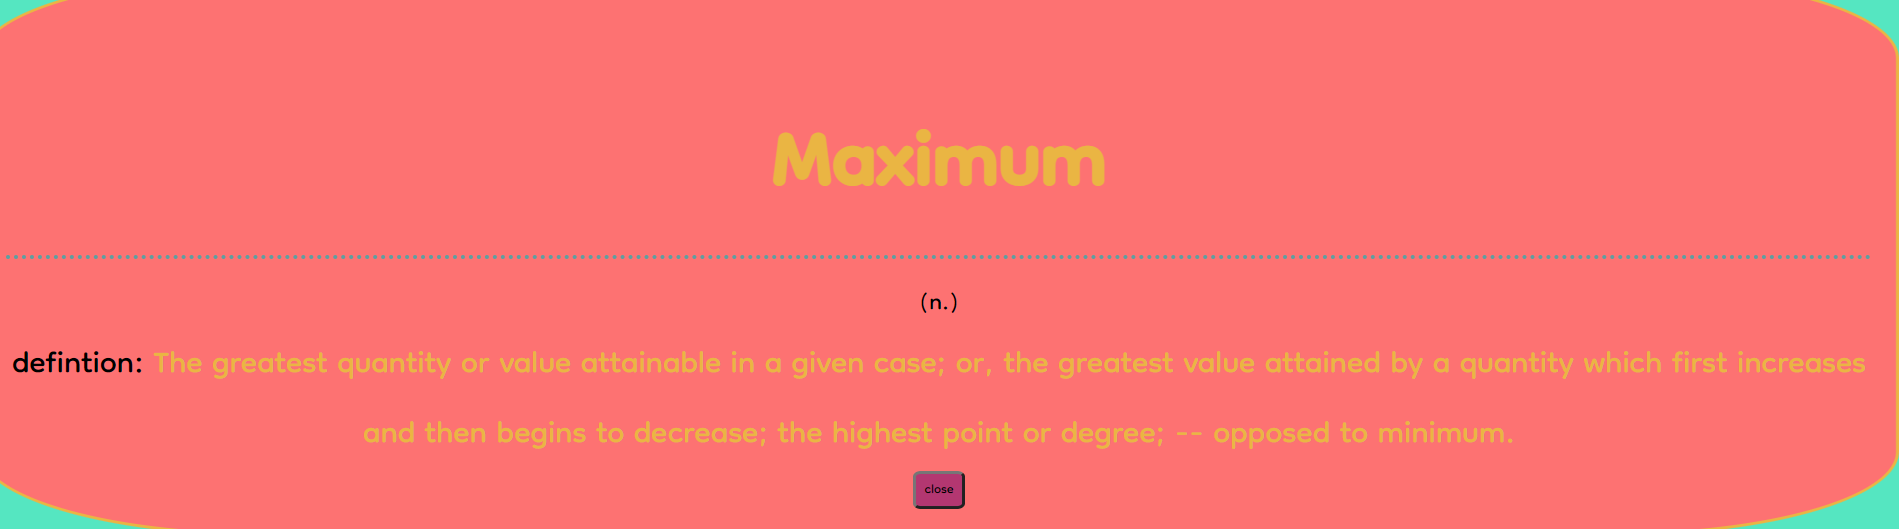 Maximum
(n.)
defintion: The greatest quantity or value attainable in a given case; or, the greatest value attained by a quantity which first increases
and then begins to decrease; the highest point or degree; -- opposed to minimum.
close